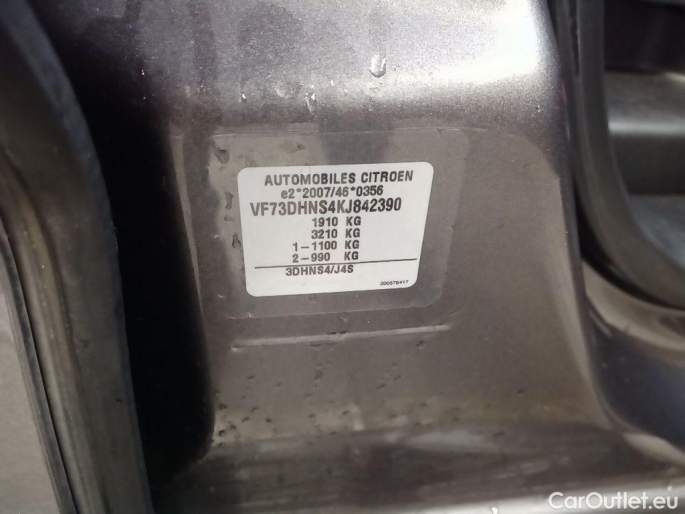 AUTOMOBILES CITROEN
e2*2007/46*0356
VF73DHNS4KJ842390
1910 KG
3210 KG
1-1100 KG
2-990 KG
3DHNS4/J4S
CarOutlet.eu